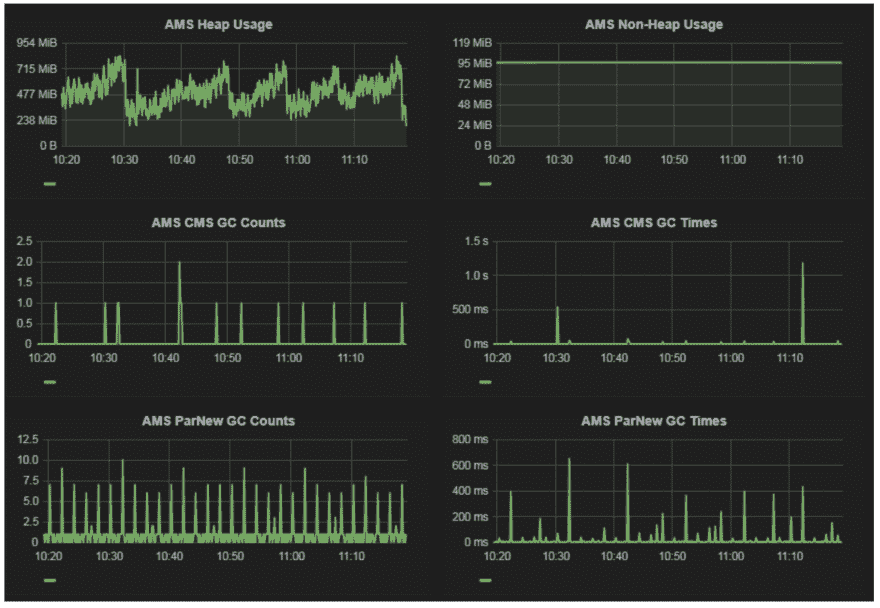 AMS Heap Usage
954 MiB
715 MiB
477 MiB
238 MiB
0 B
10:20 10:30 10:40 10:50 11:00 11:10
AMS Non-Heap Usage
119 MiB
95 MiB
72 MiB
48 MiB
24 MiB
0 B
10:20 10:30 10:40 10:50 11:00 11:10
AMS CMS GC Counts
2.5
2.0
1.5
1.0
0.5
0
10:20 10:30 10:40 10:50 11:00 11:10
AMS CMS GC Times
1.5 s
1.0 s
500 ms
0 ms
10:20 10:30 10:40 10:50 11:00 11:10
AMS ParNew GC Counts
12.5
10.0
7.5
5.0
2.5
0
10:20 10:30 10:40 10:50 11:00 11:10
AMS ParNew GC Times
800 ms
600 ms
400 ms
200 ms
0 ms
10:20 10:30 10:40 10:50 11:00 11:10